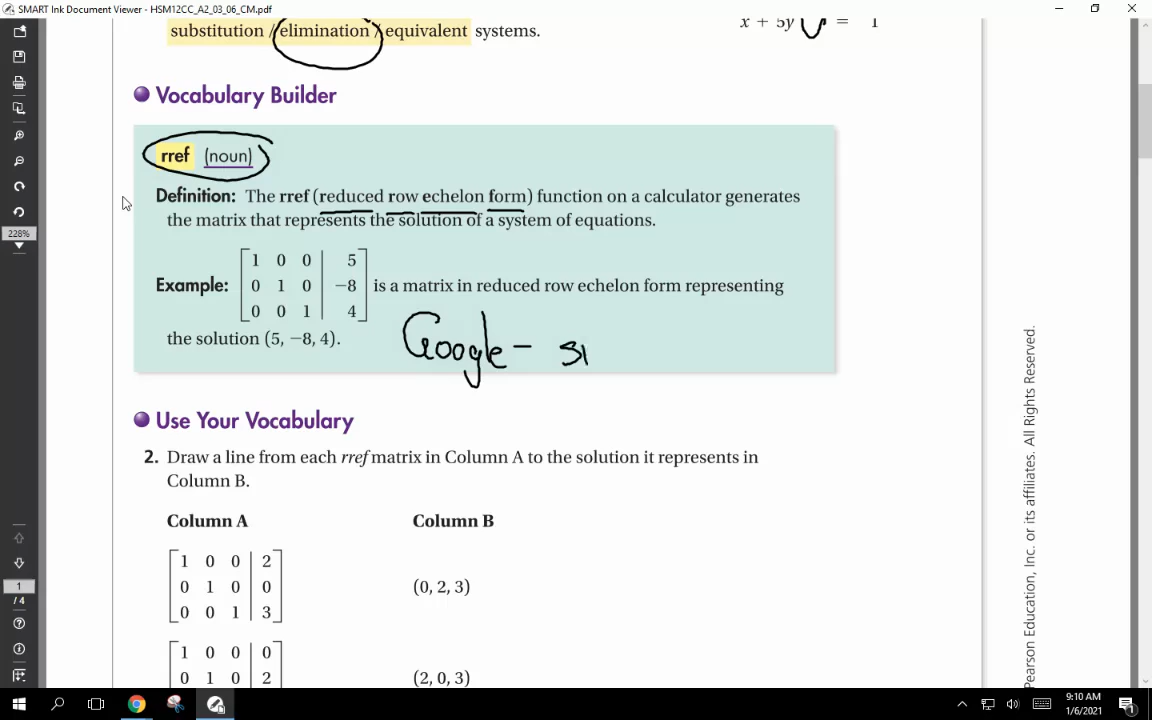 SMART Ink Document Viewer - HSM12CC_A2_03_06_CM.pdf
substitution / elimination / equivalent systems.
x + 5y = 1
Vocabulary Builder
rref (noun)
Definition: The rref (reduced row echelon form) function on a calculator generates
the matrix that represents the solution of a system of equations.
1 0 0 | 5
Example: 0 1 0 | −8 is a matrix in reduced row echelon form representing
0 0 1 | 4
the solution (5, −8, 4).
Google -
Use Your Vocabulary
2. Draw a line from each rref matrix in Column A to the solution it represents in
Column B.
Column A Column B
1 0 0 | 2
0 1 0 | 0 (0, 2, 3)
0 0 1 | 3
1 0 0 | 0
0 1 0 | 2 (2, 0, 3)
Pearson Education, Inc. or its affiliates. All Rights Reserved.
228%
1
/ 4
9:10 AM
1/6/2021